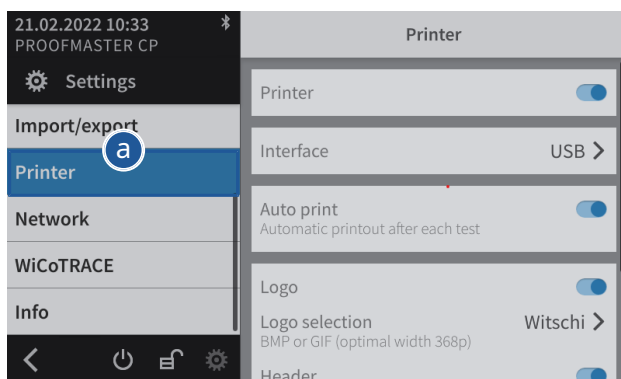 21.02.2022 10:33
PROOFMASTER CP
Settings
Import/export
a
Printer
Network
WiCoTRACE
Info
Printer
Printer
Interface USB
Auto print
Automatic printout after each test
Logo
Logo selection Witschi
BMP or GIF (optimal width 368p)
Header